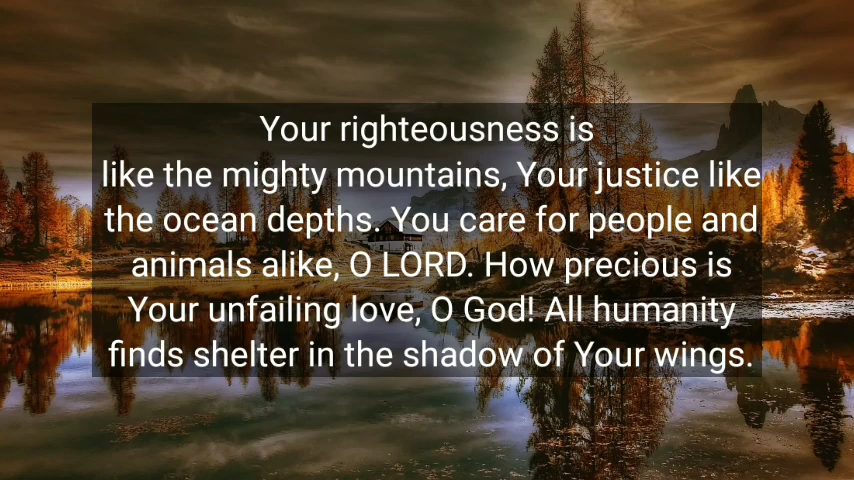 Your righteousness is
like the mighty mountains, Your justice like
the ocean depths. You care for people and
animals alike, O LORD. How precious is
Your unfailing love, O God! All humanity
finds shelter in the shadow of Your wings.